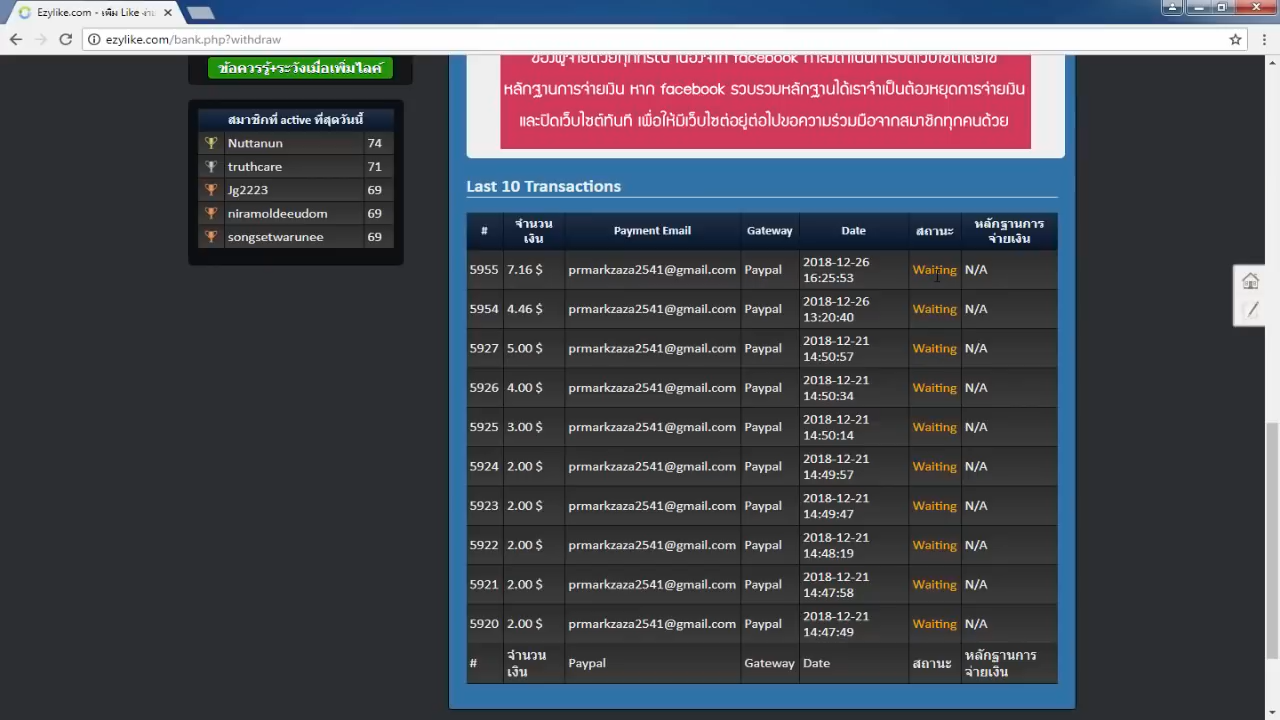 Ezylike.com - เพิ่ม Like
ezylike.com/bank.php?withdraw
ข้อควรรู้+ระวังเมื่อเพิ่มไลค์
สมาชิกที่ active ที่สุดวันนี้
Nuttanun 74
truthcare 71
Jg2223 69
niramoldeeudom 69
songsetwarunee 69
หลักฐานการจ่ายเงิน หาก facebook รวบรวมหลักฐานได้เราจำเป็นต้องหยุดการจ่ายเงิน
และปิดเว็บไซต์ทันที เพื่อให้มีเว็บไซต์อยู่ต่อไปขอความร่วมมือจากสมาชิกทุกคนด้วย
Last 10 Transactions
# จำนวนเงิน Payment Email Gateway Date สถานะ หลักฐานการจ่ายเงิน
5955 7.16 $ prmarkzaza2541@gmail.com Paypal 2018-12-26 16:25:53 Waiting N/A
5954 4.46 $ prmarkzaza2541@gmail.com Paypal 2018-12-26 13:20:40 Waiting N/A
5927 5.00 $ prmarkzaza2541@gmail.com Paypal 2018-12-21 14:50:57 Waiting N/A
5926 4.00 $ prmarkzaza2541@gmail.com Paypal 2018-12-21 14:50:34 Waiting N/A
5925 3.00 $ prmarkzaza2541@gmail.com Paypal 2018-12-21 14:50:14 Waiting N/A
5924 2.00 $ prmarkzaza2541@gmail.com Paypal 2018-12-21 14:49:57 Waiting N/A
5923 2.00 $ prmarkzaza2541@gmail.com Paypal 2018-12-21 14:49:47 Waiting N/A
5922 2.00 $ prmarkzaza2541@gmail.com Paypal 2018-12-21 14:48:19 Waiting N/A
5921 2.00 $ prmarkzaza2541@gmail.com Paypal 2018-12-21 14:47:58 Waiting N/A
5920 2.00 $ prmarkzaza2541@gmail.com Paypal 2018-12-21 14:47:49 Waiting N/A
# จำนวนเงิน Paypal Gateway Date สถานะ หลักฐานการจ่ายเงิน